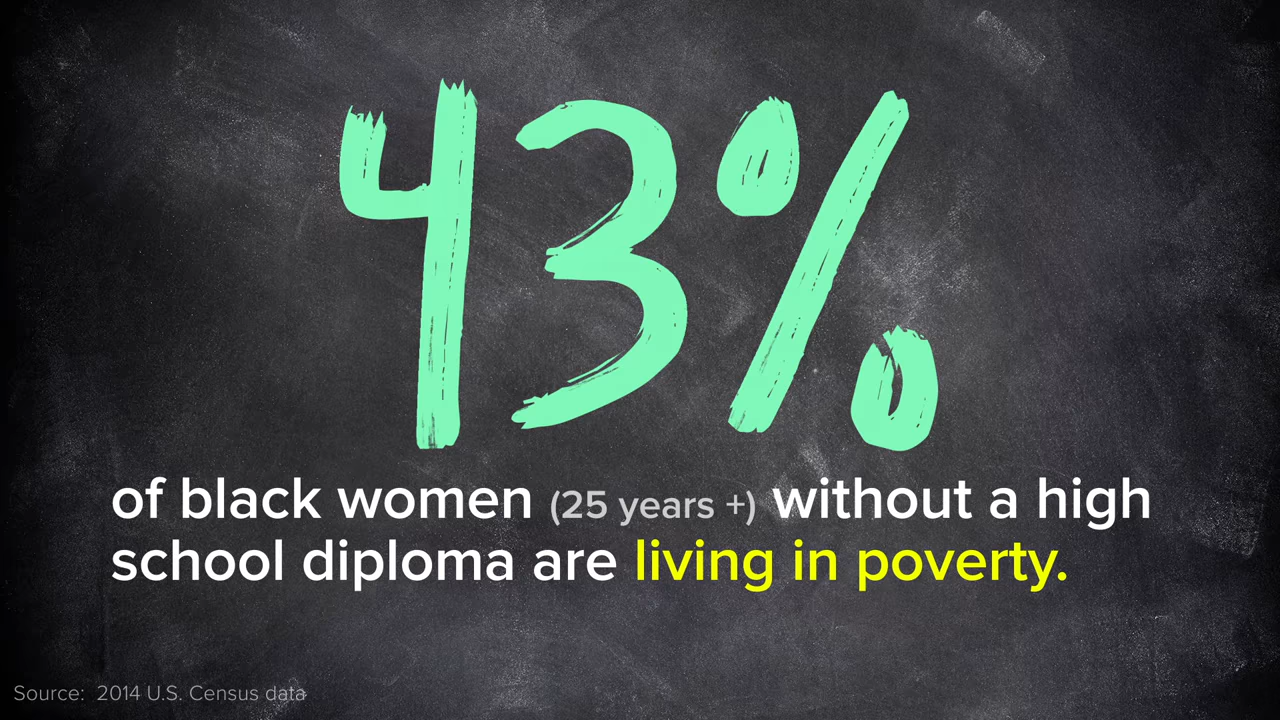 43%
of black women (25 years +) without a high
school diploma are living in poverty.
Source: 2014 U.S. Census data